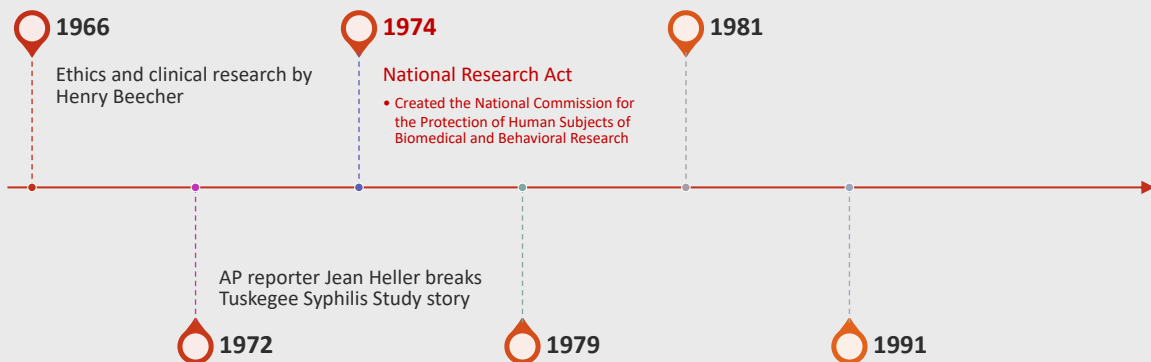 1966
Ethics and clinical research by
Henry Beecher
1974
National Research Act
• Created the National Commission for
the Protection of Human Subjects of
Biomedical and Behavioral Research
1981
AP reporter Jean Heller breaks
Tuskegee Syphilis Study story
1972
1979
1991